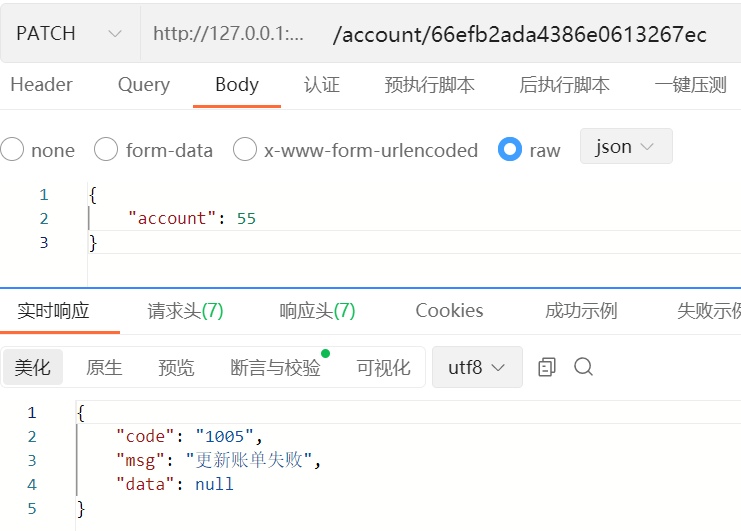 PATCH http://127.0.0.1:... /account/66efb2ada4386e0613267ec
Header Query Body 认证 预执行脚本 后执行脚本 一键压测
none form-data x-www-form-urlencoded raw json
1 {
2 "account": 55
3 }
实时响应 请求头(7) 响应头(7) Cookies 成功示例 失败示例
美化 原生 预览 断言与校验 可视化 utf8
1 {
2 "code": "1005",
3 "msg": "更新账单失败",
4 "data": null
5 }